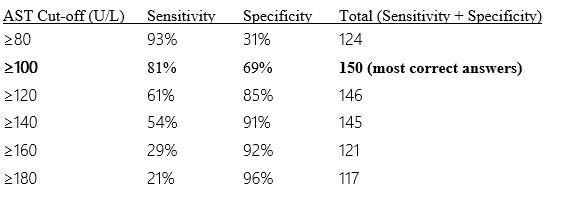 AST Cut-off (U/L) Sensitivity Specificity Total (Sensitivity + Specificity)
≥80 93% 31% 124
≥100 81% 69% 150 (most correct answers)
≥120 61% 85% 146
≥140 54% 91% 145
≥160 29% 92% 121
≥180 21% 96% 117